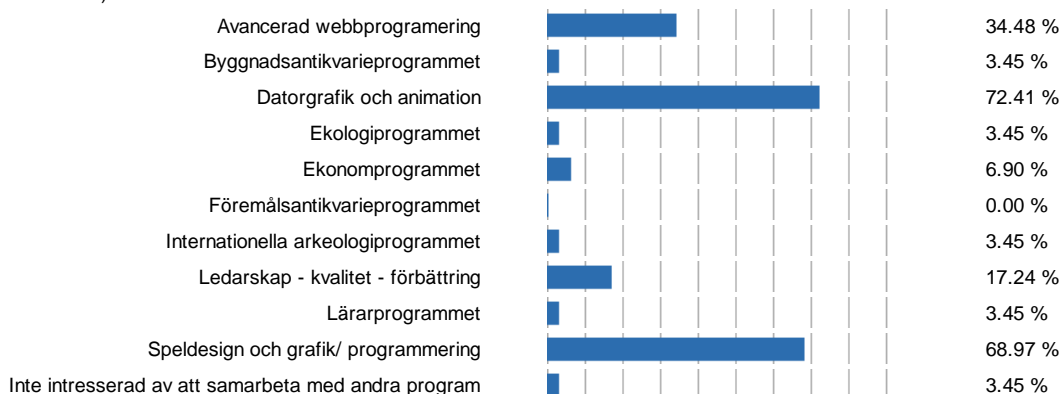 Avancerad webbprogramering 34.48 %
Byggnadsantikvarieprogrammet 3.45 %
Datorgrafik och animation 72.41 %
Ekologiprogrammet 3.45 %
Ekonomprogrammet 6.90 %
Föremålsantikvarieprogrammet 0.00 %
Internationella arkeologiprogrammet 3.45 %
Ledarskap - kvalitet - förbättring 17.24 %
Lärarprogrammet 3.45 %
Speldesign och grafik/ programmering 68.97 %
Inte intresserad av att samarbeta med andra program 3.45 %